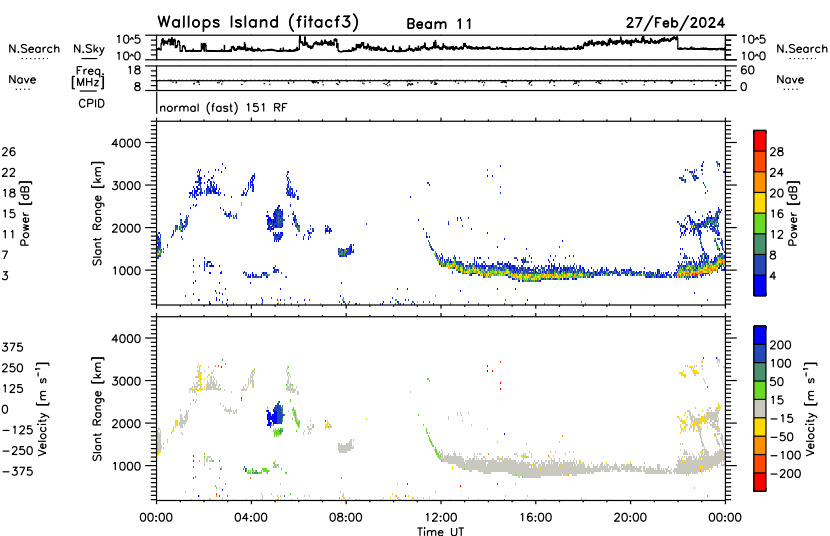 Wallops Island (fitacf3) Beam 11 27/Feb/2024
N.Search N.Sky 10^5 10^0 10^5 10^0 N.Search
Nave Freq. [MHz] 18 8 60 0 Nave
CPID normal (fast) 151 RF
26 22 18 15 11 7 3
Power [dB]
Slant Range [km]
4000
3000
2000
1000
28
24
20
16
12
8
4
Power [dB]
375
250
125
0
-125
-250
-375
Velocity [m s⁻¹]
Slant Range [km]
4000
3000
2000
1000
200
100
50
15
-15
-50
-100
-200
Velocity [m s⁻¹]
00:00 04:00 08:00 12:00 16:00 20:00 00:00
Time UT